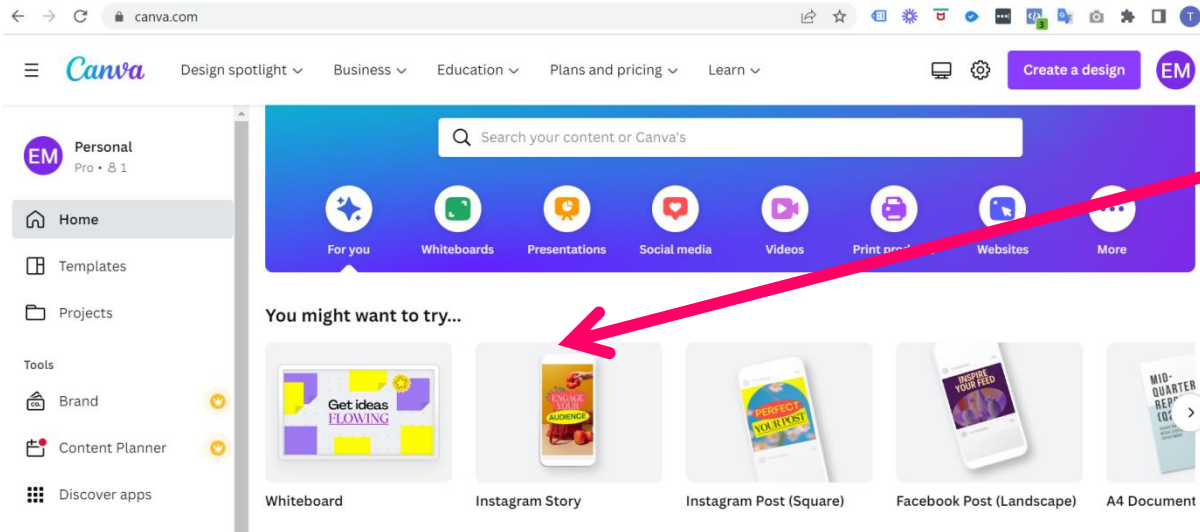 canva.com
3
T
Canva
Design spotlight
Business
Education
Plans and pricing
Learn
Create a design
EM
EM
Personal
Pro • 1
Home
Templates
Projects
Tools
Brand
CO.
Content Planner
Discover apps
Search your content or Canva's
For you
Whiteboards
Presentations
Social media
Videos
Print
Websites
More
You might want to try...
Get ideas
FLOWING
Whiteboard
ENGAGE
YOUR
AUDIENCE
Instagram Story
PERFECT
YOUR POST
Instagram Post (Square)
INSPIRE
YOUR FEED
Facebook Post (Landscape)
MID-
QUARTER
A4 Document